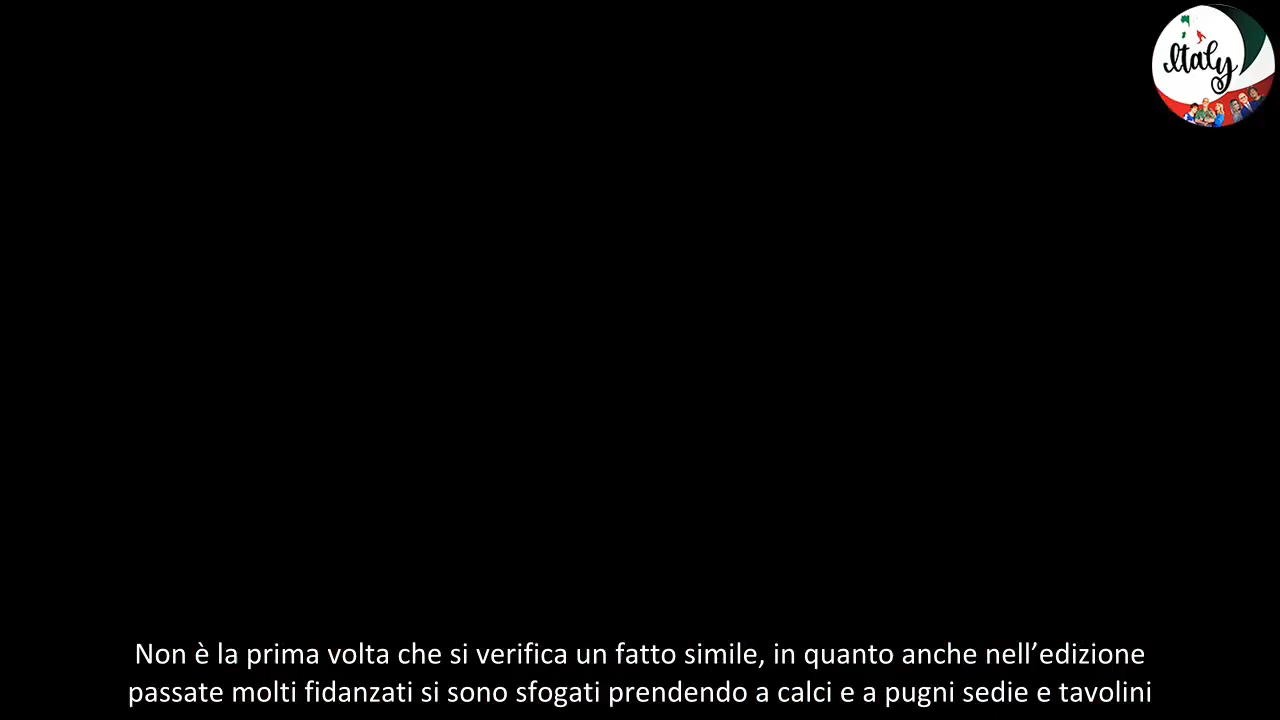 Italy
Non è la prima volta che si verifica un fatto simile, in quanto anche nell’edizione
passate molti fidanzati si sono sfogati prendendo a calci e a pugni sedie e tavolini